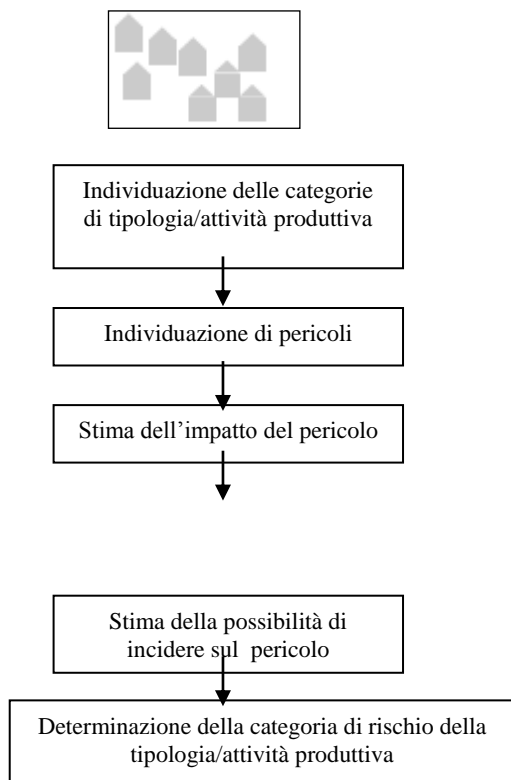 Individuazione delle categorie
di tipologia/attività produttiva
Individuazione di pericoli
Stima dell’impatto del pericolo
Stima della possibilità di
incidere sul pericolo
Determinazione della categoria di rischio della
tipologia/attività produttiva